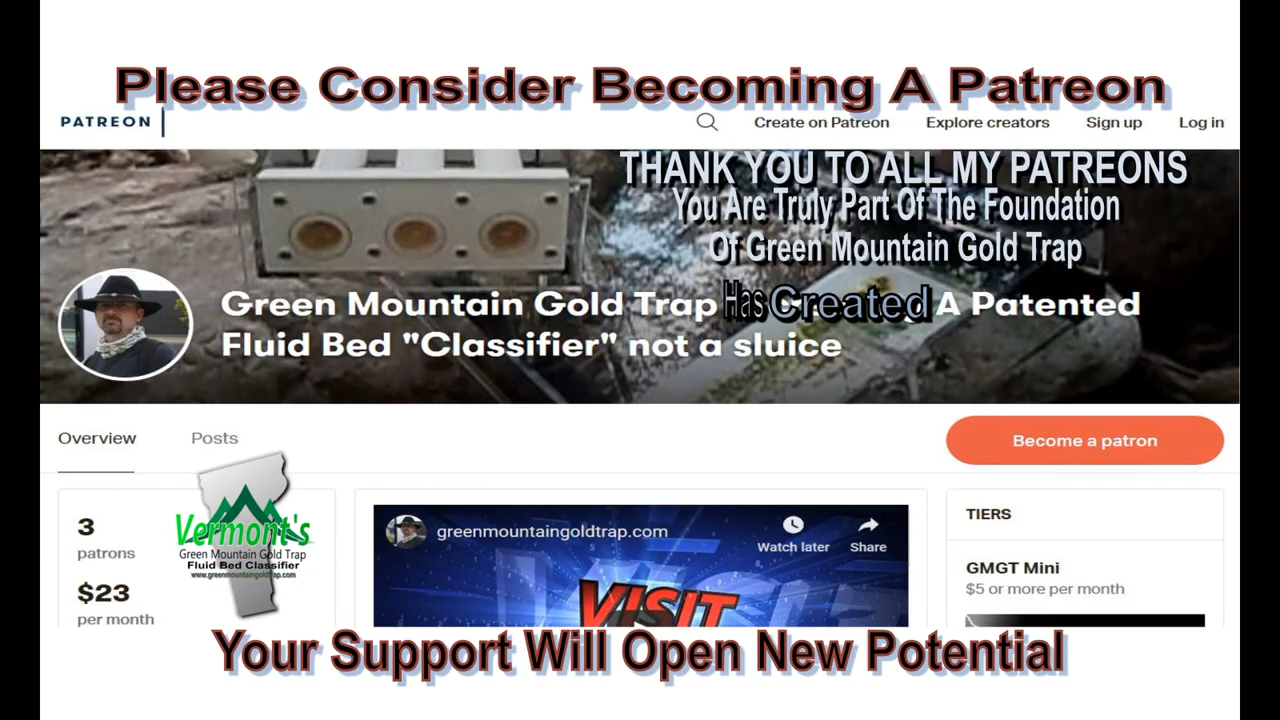 Please Consider Becoming A Patreon
PATREON
Create on Patreon
Explore creators
Sign up
Log in
THANK YOU TO ALL MY PATREONS
You Are Truly Part Of The Foundation
Of Green Mountain Gold Trap
Green Mountain Gold Trap Has Created A Patented
Fluid Bed "Classifier" not a sluice
Overview
Posts
Become a patron
3
patrons
$23
per month
Vermont's
Green Mountain Gold Trap
Fluid Bed Classifier
www.greenmountaingoldtrap.com
greenmountaingoldtrap.com
Watch later
Share
VISIT
TIERS
GMGT Mini
$5 or more per month
Your Support Will Open New Potential